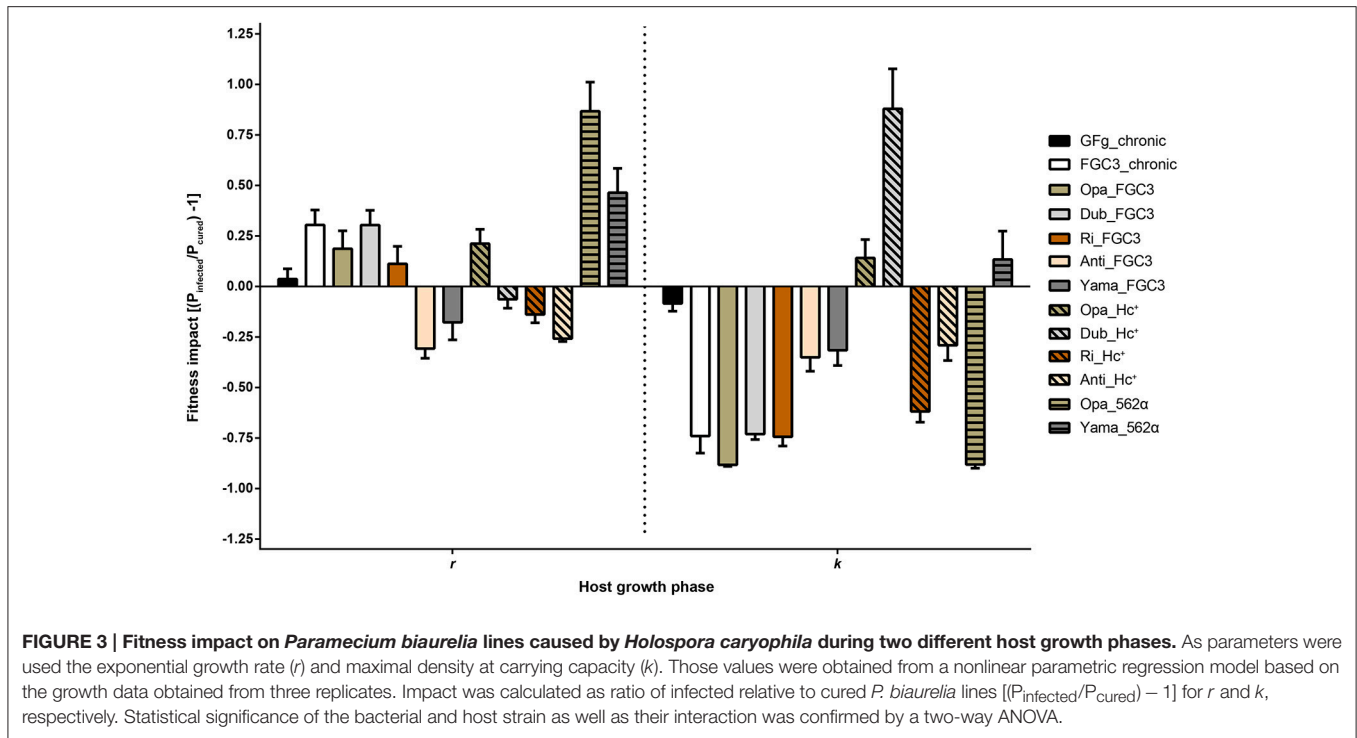 1.25
1.00
0.75
0.50
0.25
0.00
-0.25
-0.50
-0.75
-1.00
-1.25
Fitness impact [(P_infected/P_cured) -1]
r
k
Host growth phase
GFg_chronic
FGC3_chronic
Opa_FGC3
Dub_FGC3
Ri_FGC3
Anti_FGC3
Yama_FGC3
Opa_Hc⁺
Dub_Hc⁺
Ri_Hc⁺
Anti_Hc⁺
Opa_562α
Yama_562α
FIGURE 3 | Fitness impact on Paramecium biaurelia lines caused by Holospora caryophila during two different host growth phases. As parameters were
used the exponential growth rate (r) and maximal density at carrying capacity (k). Those values were obtained from a nonlinear parametric regression model based on
the growth data obtained from three replicates. Impact was calculated as ratio of infected relative to cured P. biaurelia lines [(P_infected/P_cured) – 1] for r and k,
respectively. Statistical significance of the bacterial and host strain as well as their interaction was confirmed by a two-way ANOVA.